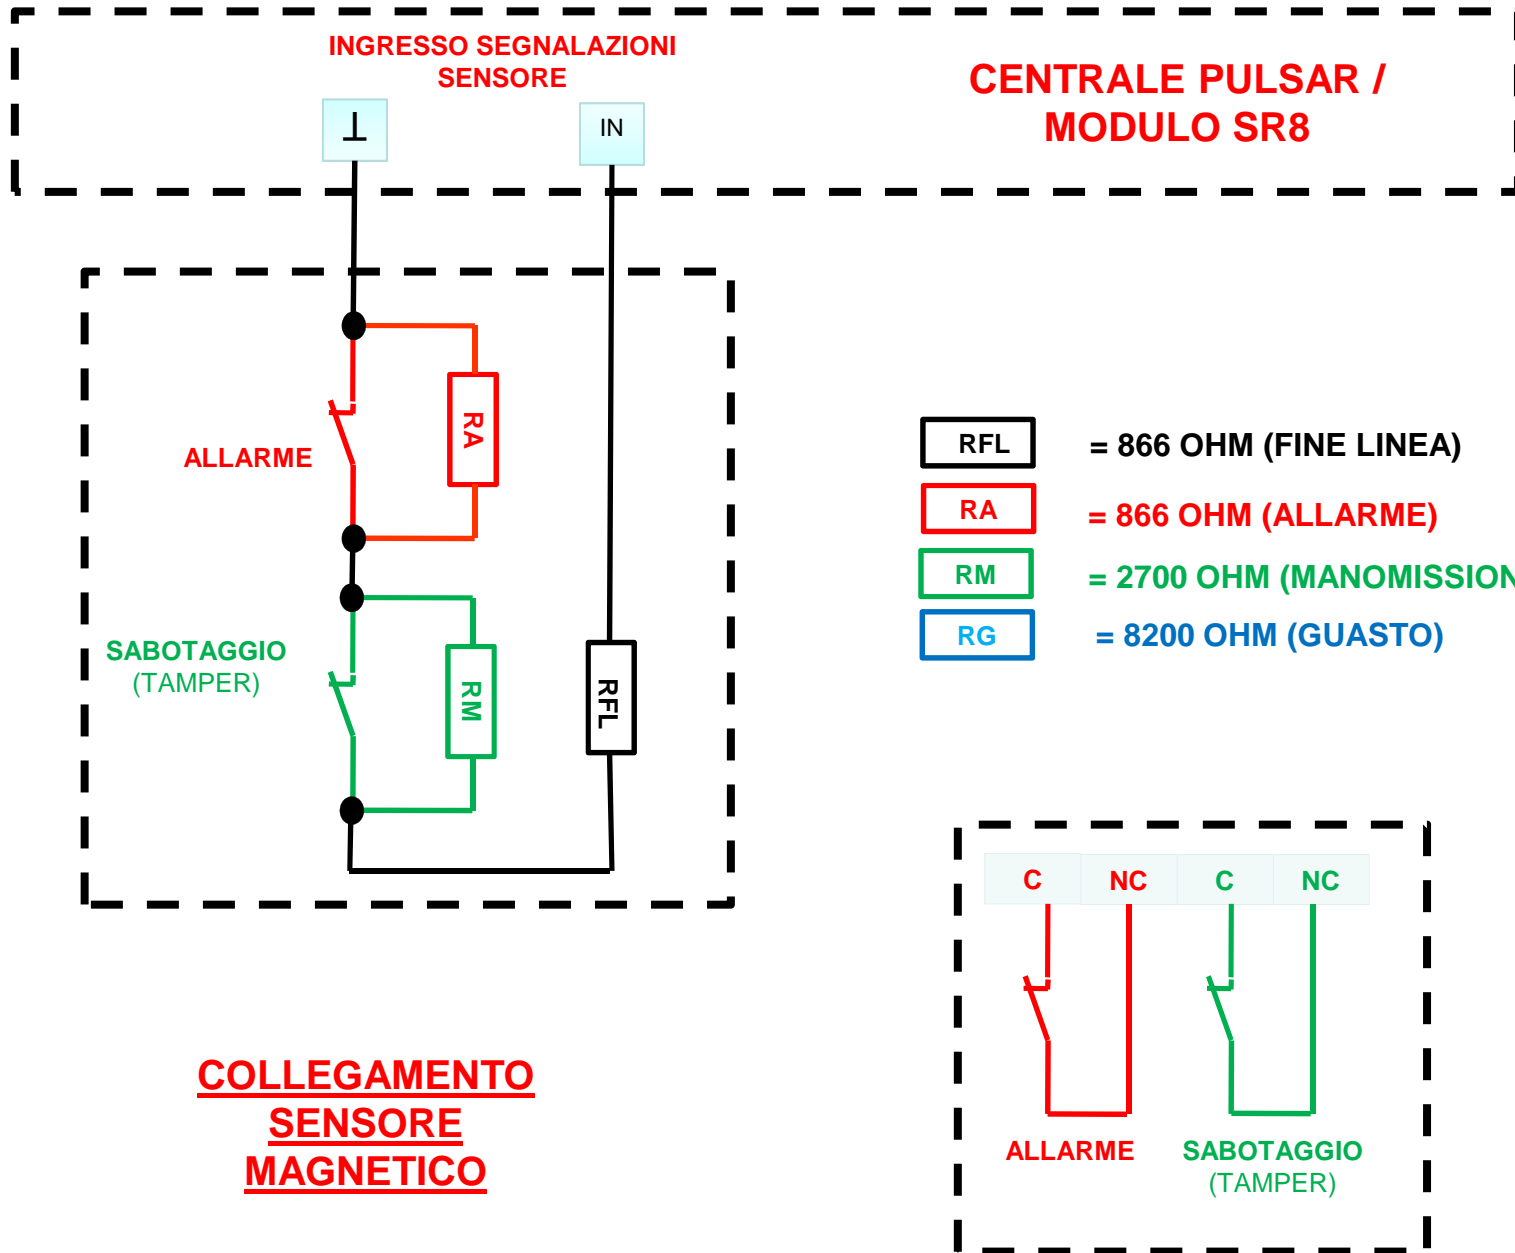 INGRESSO SEGNALAZIONI
SENSORE
CENTRALE PULSAR /
MODULO SR8
⊥
IN
RA
ALLARME
RFL = 866 OHM (FINE LINEA)
RA = 866 OHM (ALLARME)
RM = 2700 OHM (MANOMISSION
RG = 8200 OHM (GUASTO)
SABOTAGGIO
(TAMPER)
RM
RFL
C NC C NC
COLLEGAMENTO
SENSORE
MAGNETICO
ALLARME
SABOTAGGIO
(TAMPER)